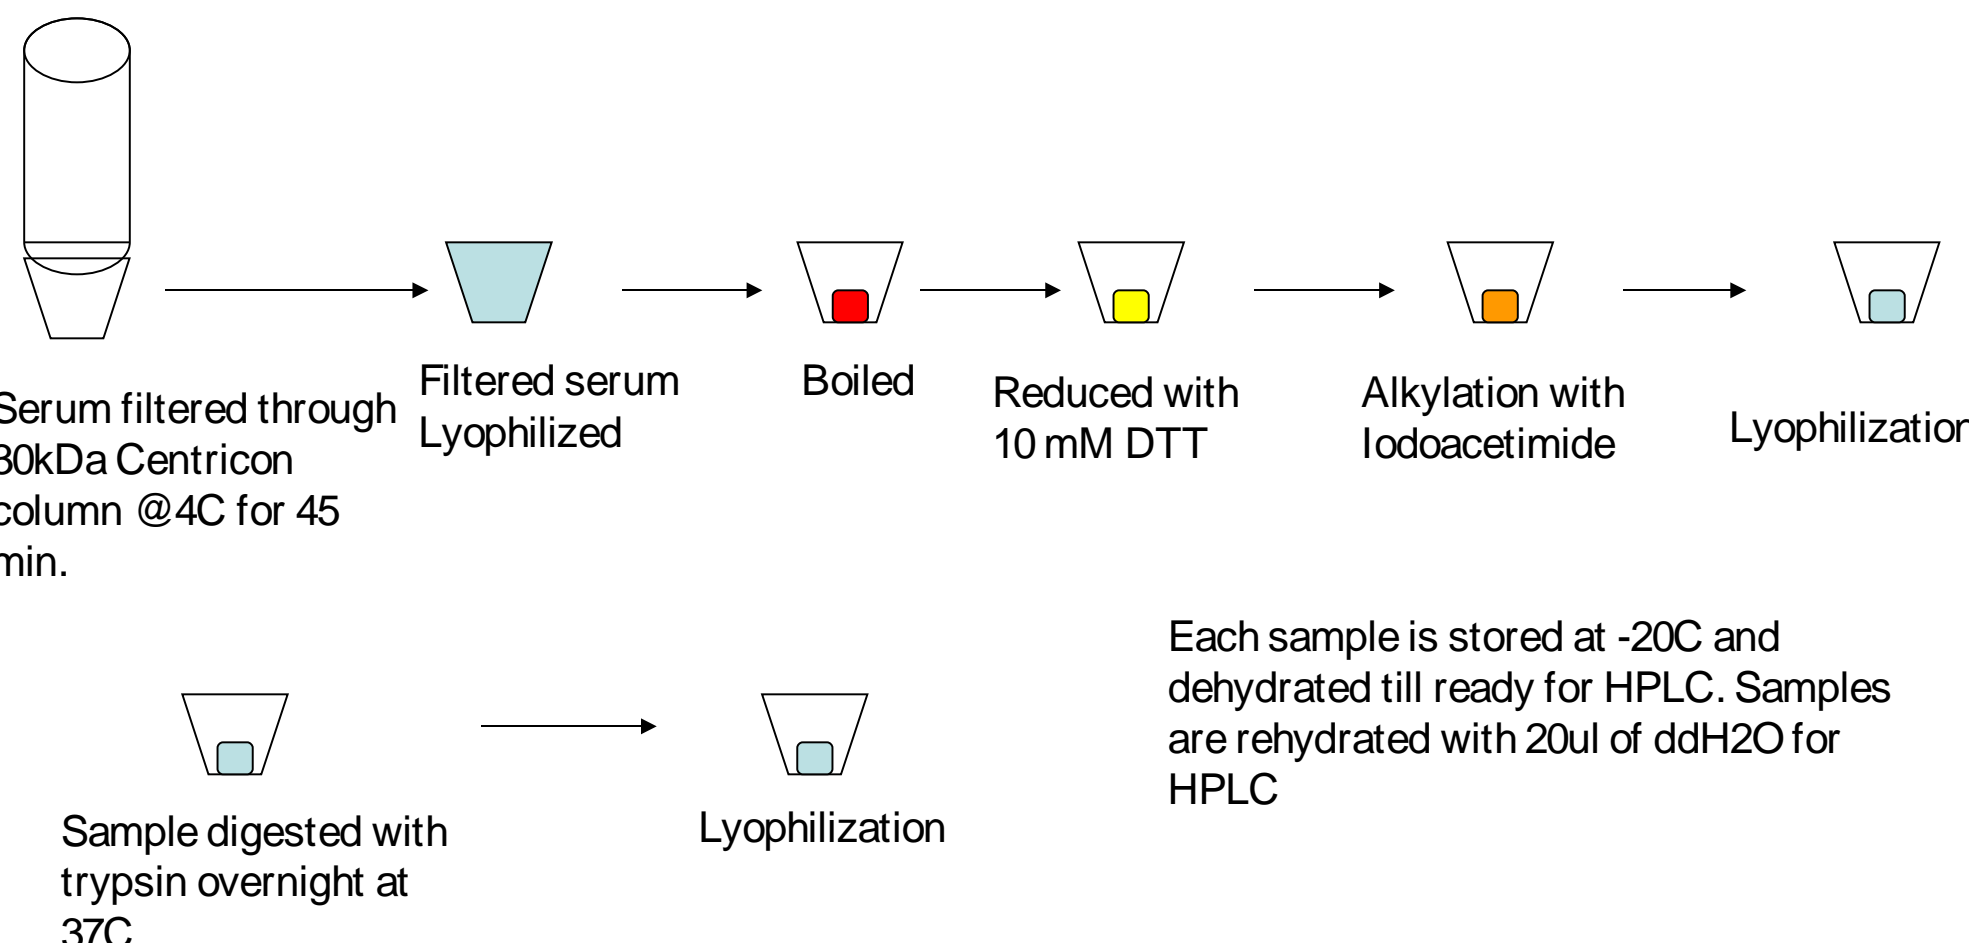 Serum filtered through
30kDa Centricon
column @4C for 45
min.
Filtered serum
Lyophilized
Boiled
Reduced with
10 mM DTT
Alkylation with
Iodoacetimide
Lyophilization
Sample digested with
trypsin overnight at
37C
Lyophilization
Each sample is stored at -20C and
dehydrated till ready for HPLC. Samples
are rehydrated with 20ul of ddH2O for
HPLC